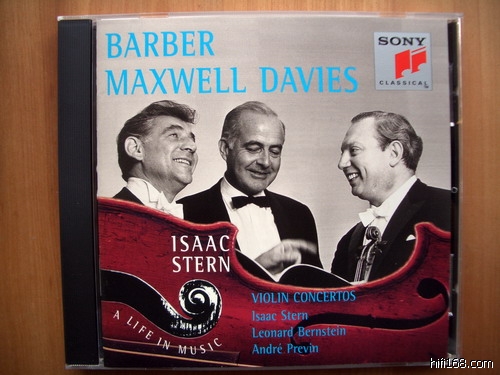 BARBER
MAXWELL DAVIES
SONY
CLASSICAL
ISAAC
STERN
A LIFE IN MUSIC
VIOLIN CONCERTOS
Isaac Stern
Leonard Bernstein
André Previn
hifi168.com